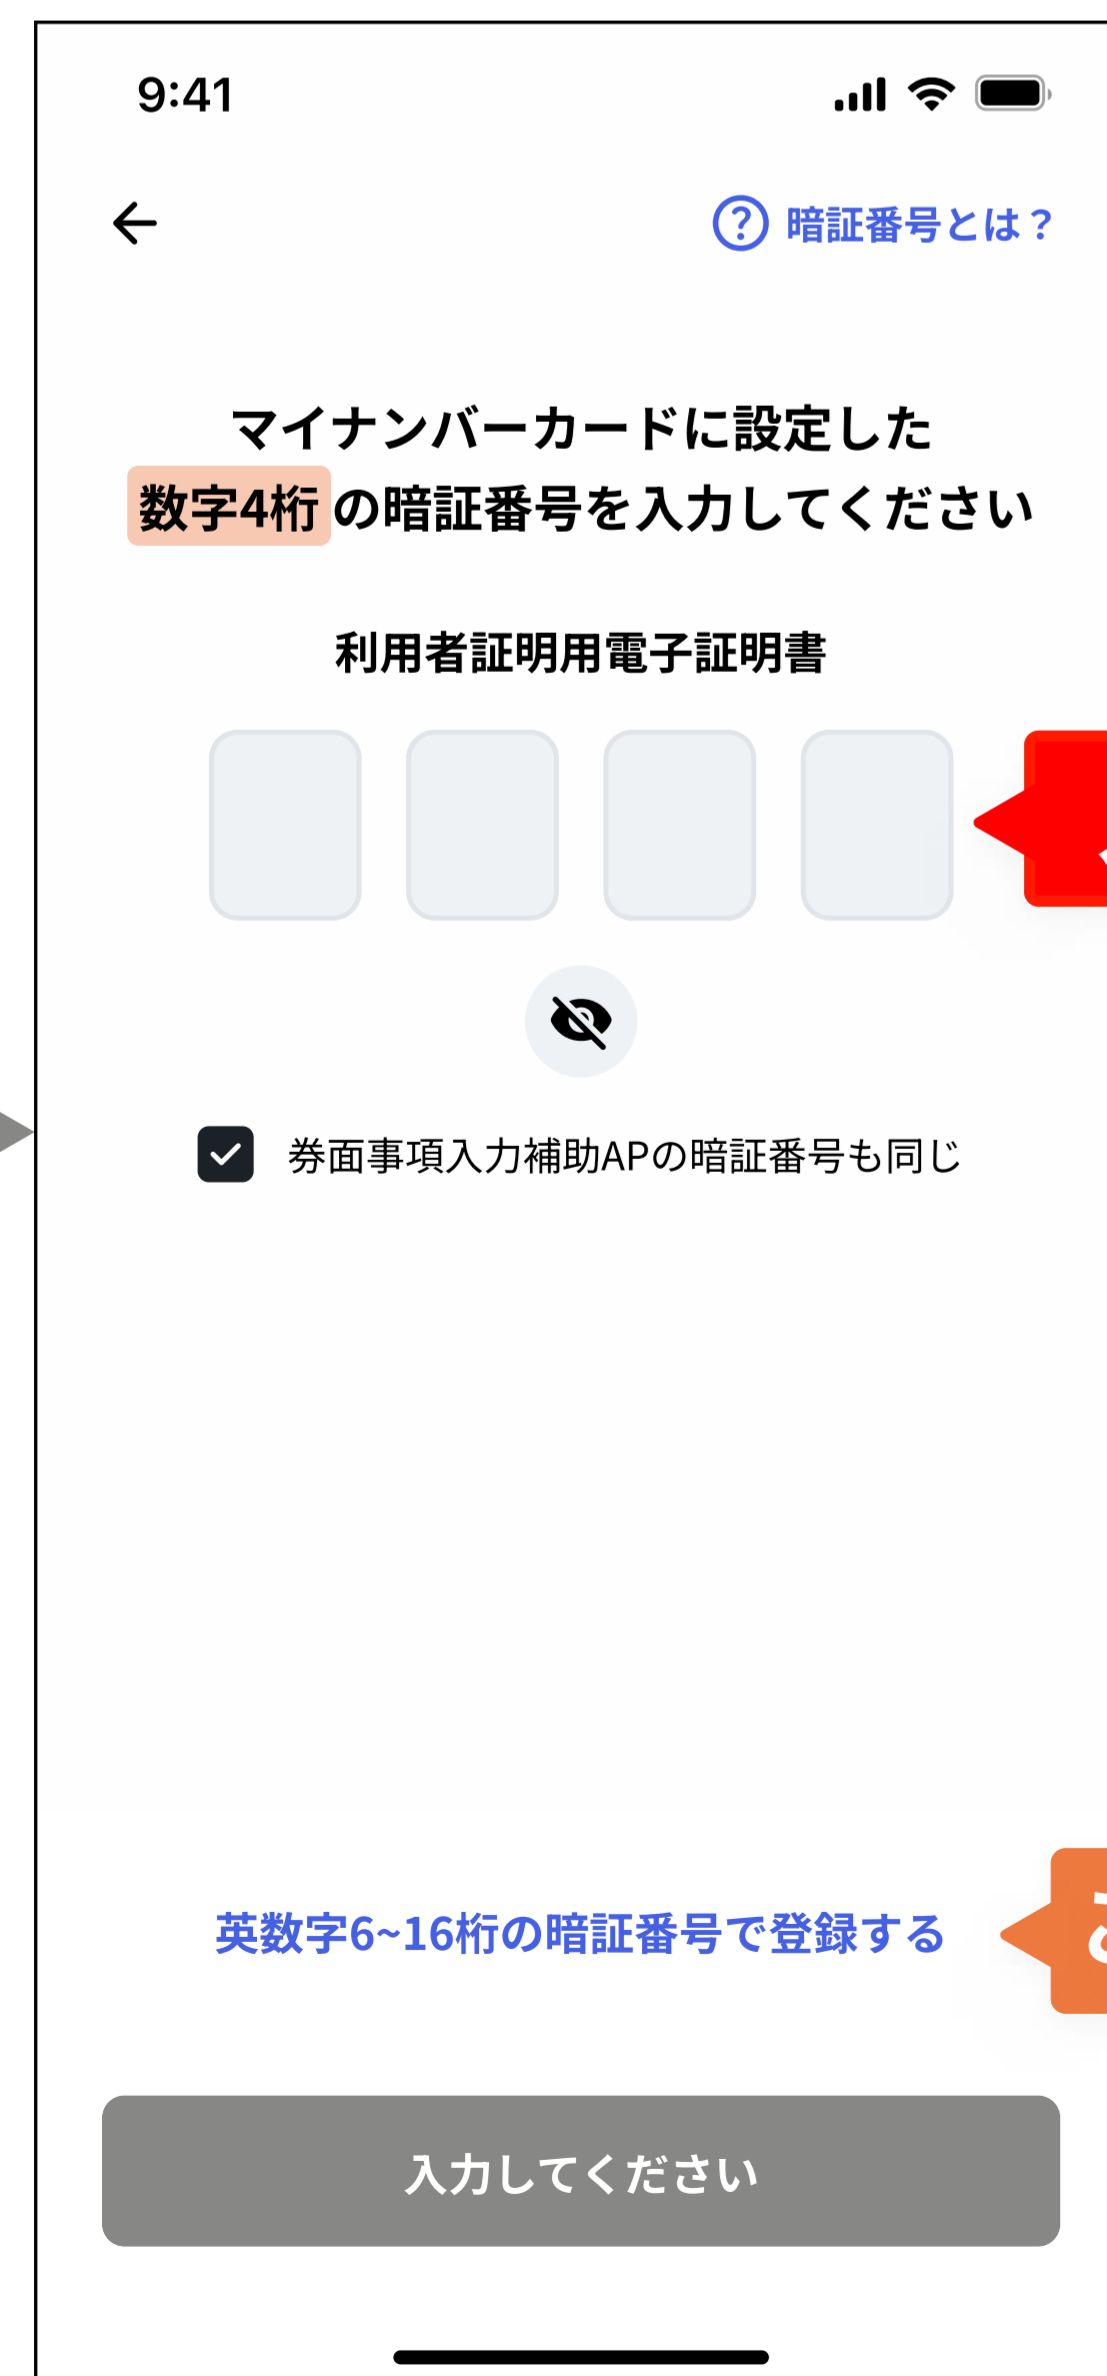 9:41
暗証番号とは？
マイナンバーカードに設定した
数字4桁の暗証番号を入力してください
利用者証明用電子証明書
券面事項入力補助APの暗証番号も同じ
英数字6~16桁の暗証番号で登録する
入力してください